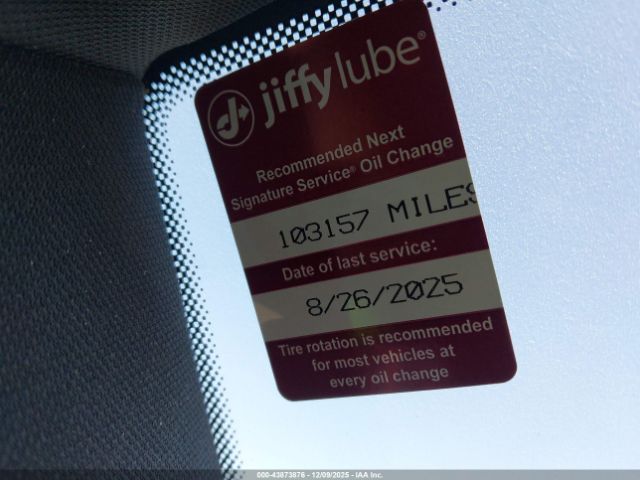 jiffy lube®
Recommended Next
Signature Service® Oil Change
103157 MILES
Date of last service:
8/26/2025
Tire rotation is recommended
for most vehicles at
every oil change
000-43873876 - 12/09/2025 - IAA Inc.